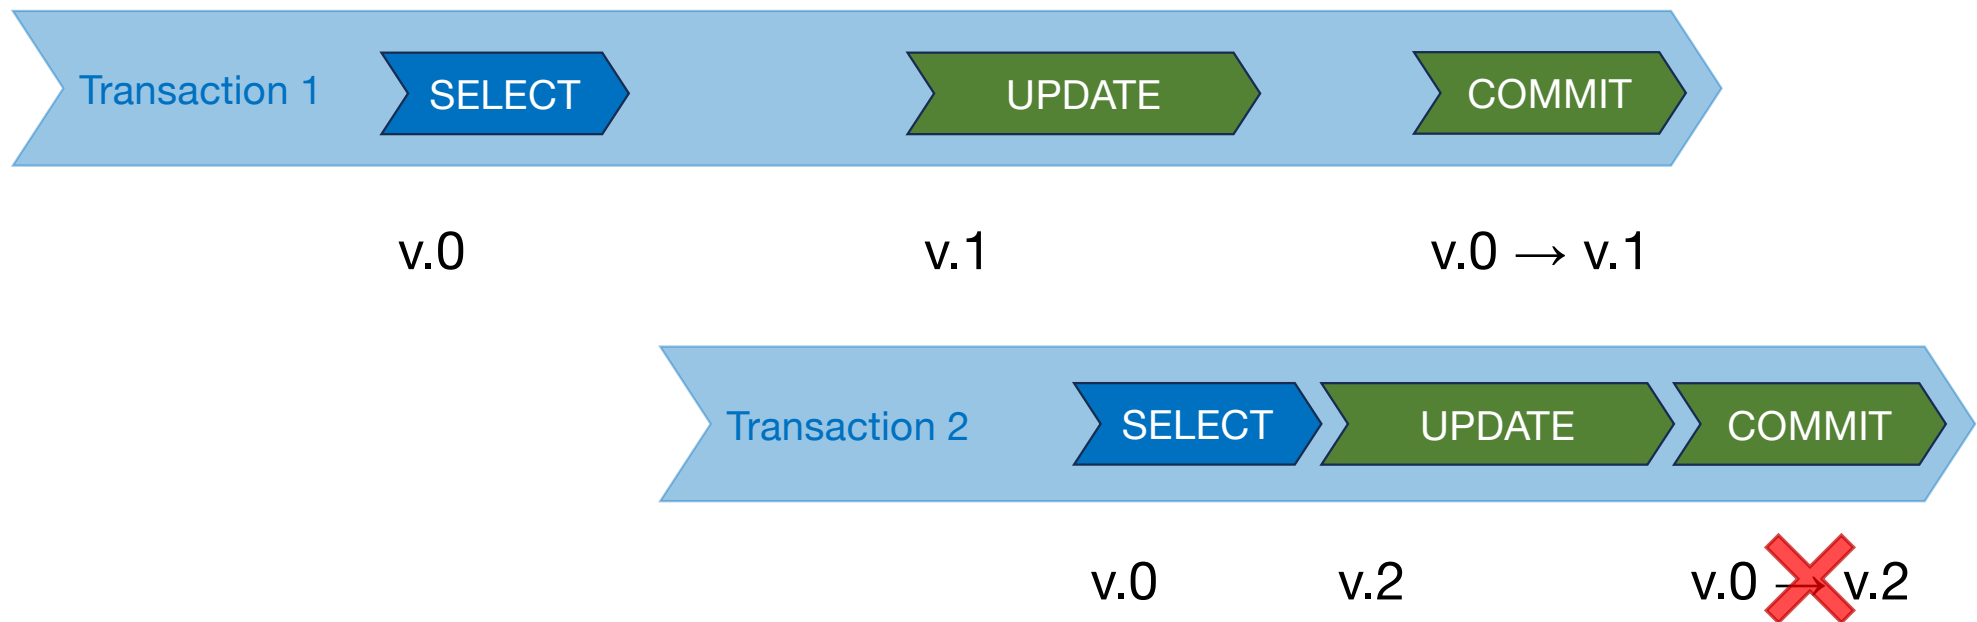 Transaction 1 SELECT UPDATE COMMIT
v.0 v.1 v.0 → v.1
Transaction 2 SELECT UPDATE COMMIT
v.0 v.2 v.0 → v.2